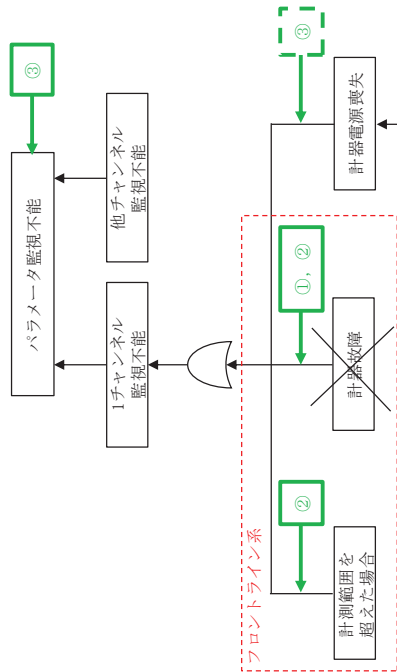 パラメータ監視不能
③
1チャンネル
監視不能
他チャンネル
監視不能
フロントライン系
②
①，②
③
計測範囲を
超えた場合
計器故障
計器電源喪失